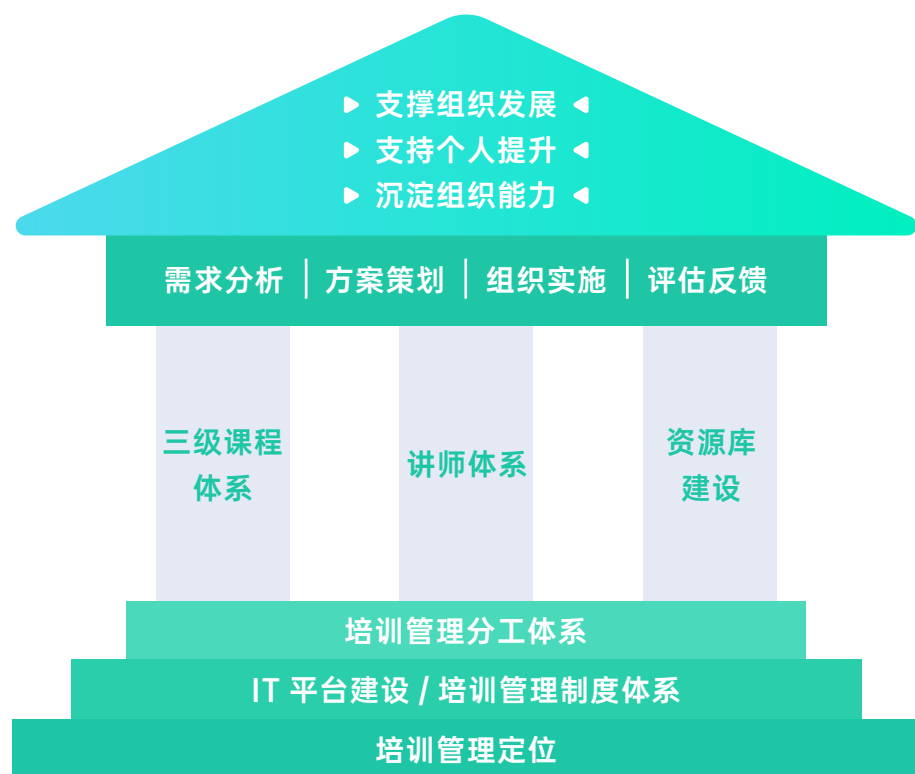 支撑组织发展
支持个人提升
沉淀组织能力
需求分析 | 方案策划 | 组织实施 | 评估反馈
三级课程
体系
讲师体系
资源库
建设
培训管理分工体系
IT 平台建设 / 培训管理制度体系
培训管理定位